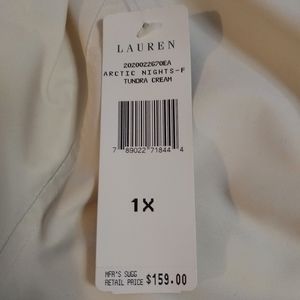 LAUREN
2020022670EA
ARCTIC NIGHTS-F
TUNDRA CREAM
7 89022 71844 4
1X
MFR'S SUGG
RETAIL PRICE $159.00